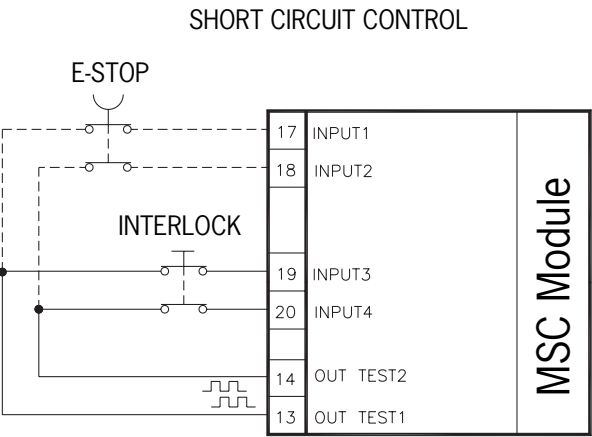 SHORT CIRCUIT CONTROL
E-STOP
17 INPUT1
18 INPUT2
INTERLOCK
19 INPUT3
20 INPUT4
14 OUT TEST2
13 OUT TEST1
MSC Module